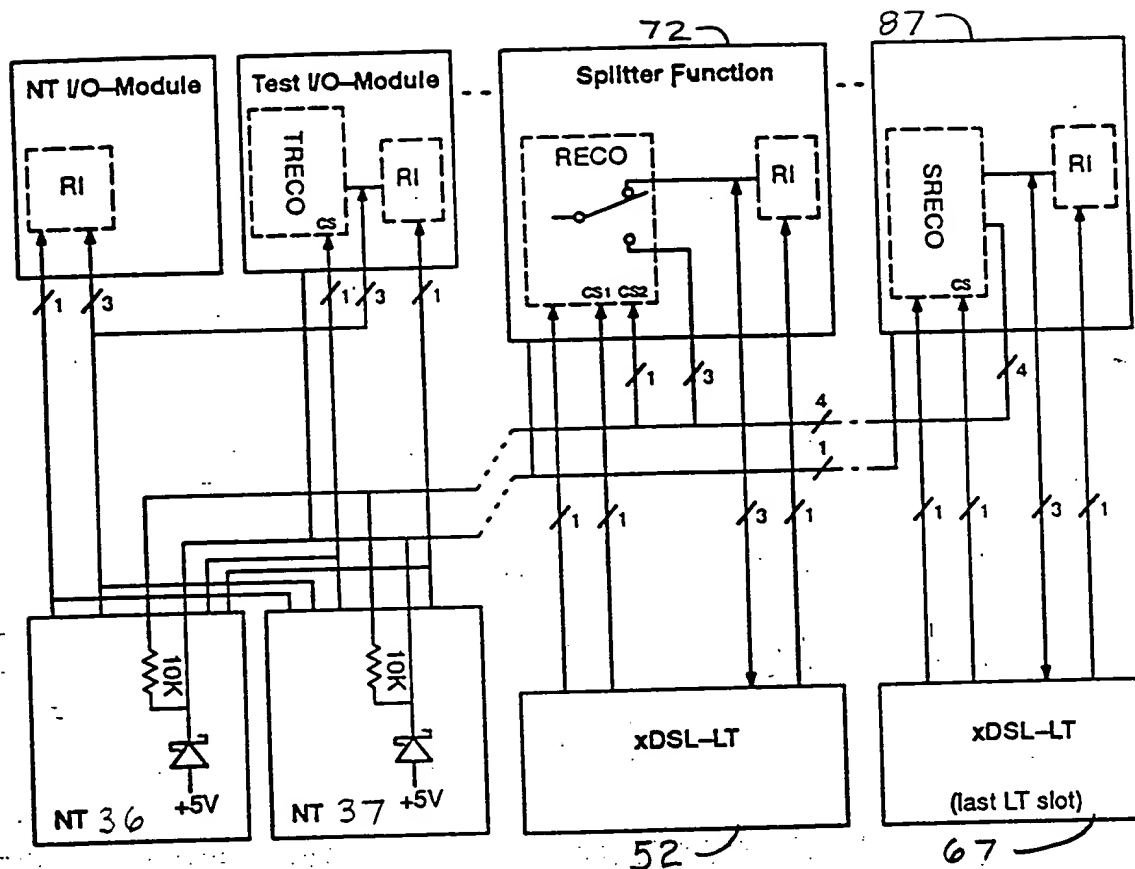 72
87
NT I/O–Module
RI
Test I/O–Module
TRECO
CS
RI
Splitter Function
RECO
CS1 CS2
RI
SRECO
CS
RI
1
3
1
3
1
1
3
4
4
1
1
1
3
1
1
1
3
1
10K
+5V
NT 36
10K
+5V
NT 37
xDSL–LT
52
xDSL–LT
(last LT slot)
67